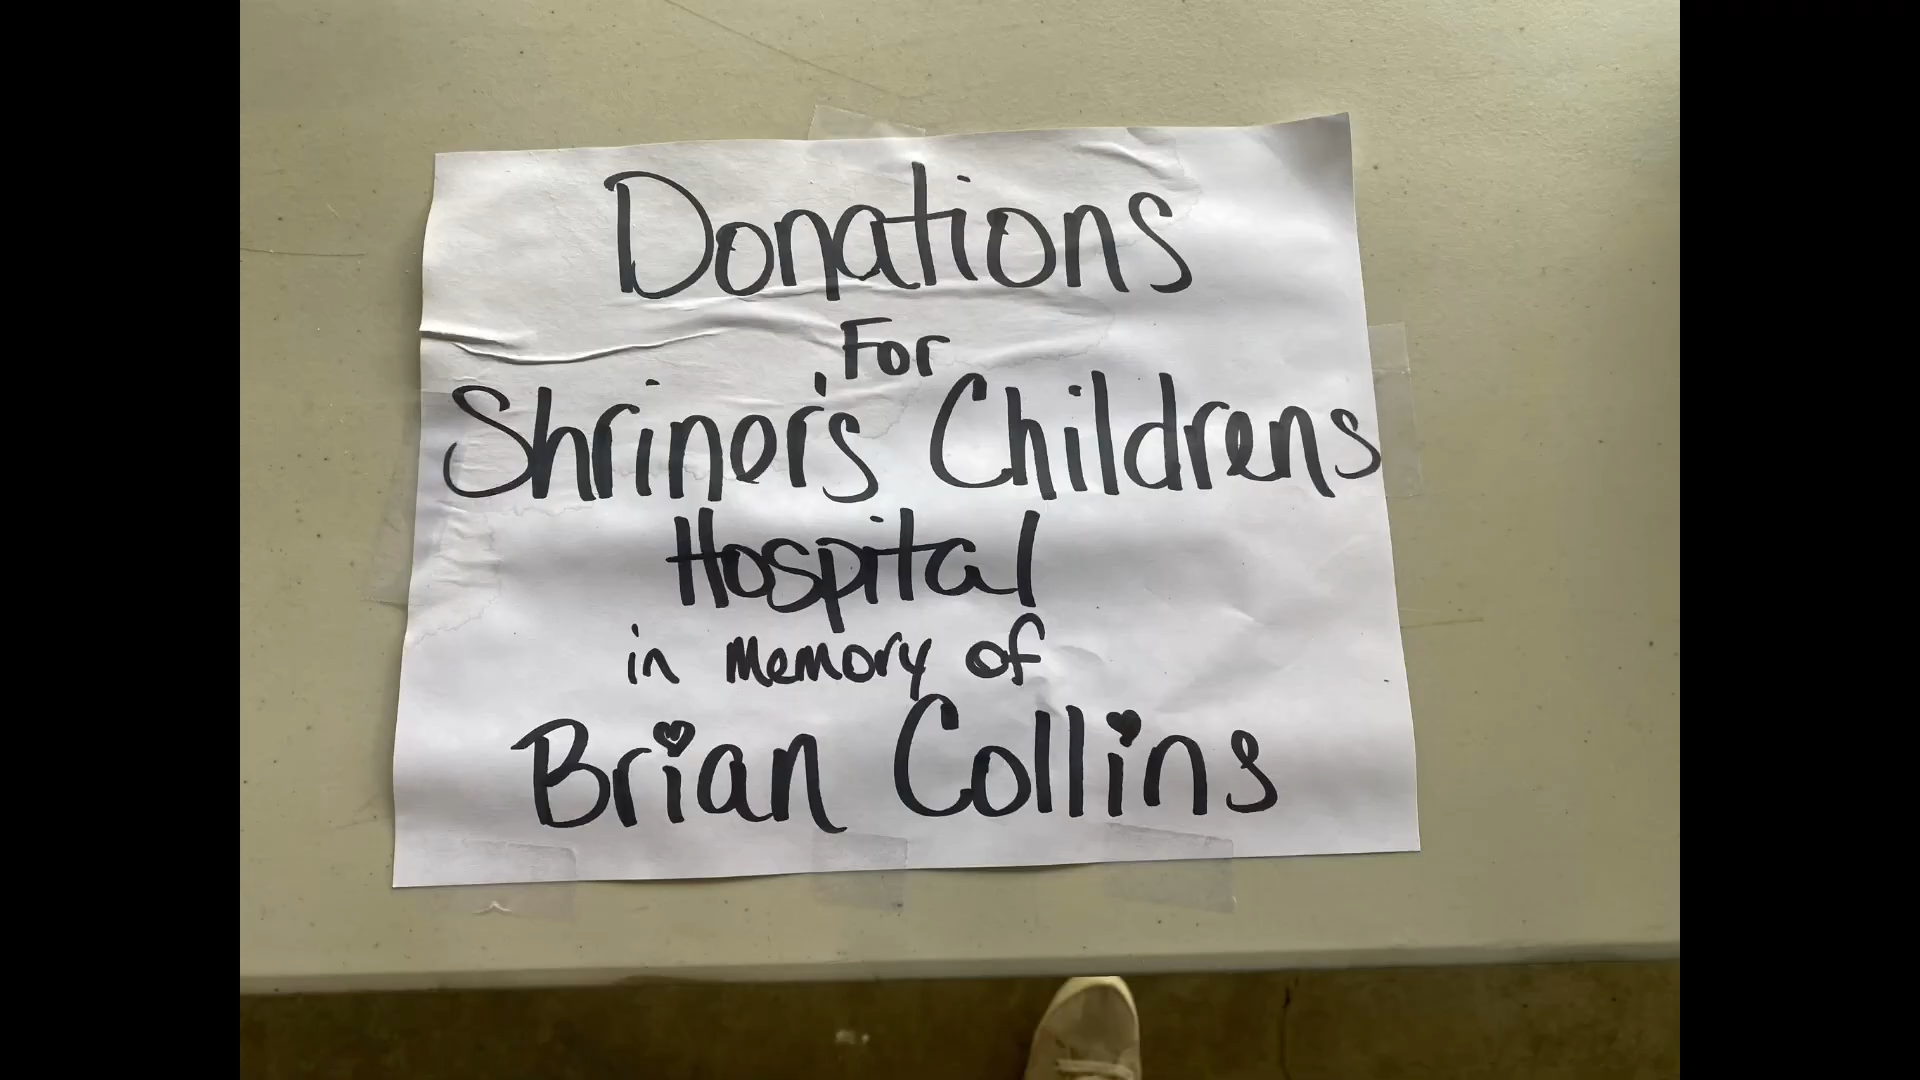 Donations
For
Shriner's Childrens
Hospital
in memory of
Brian Collins